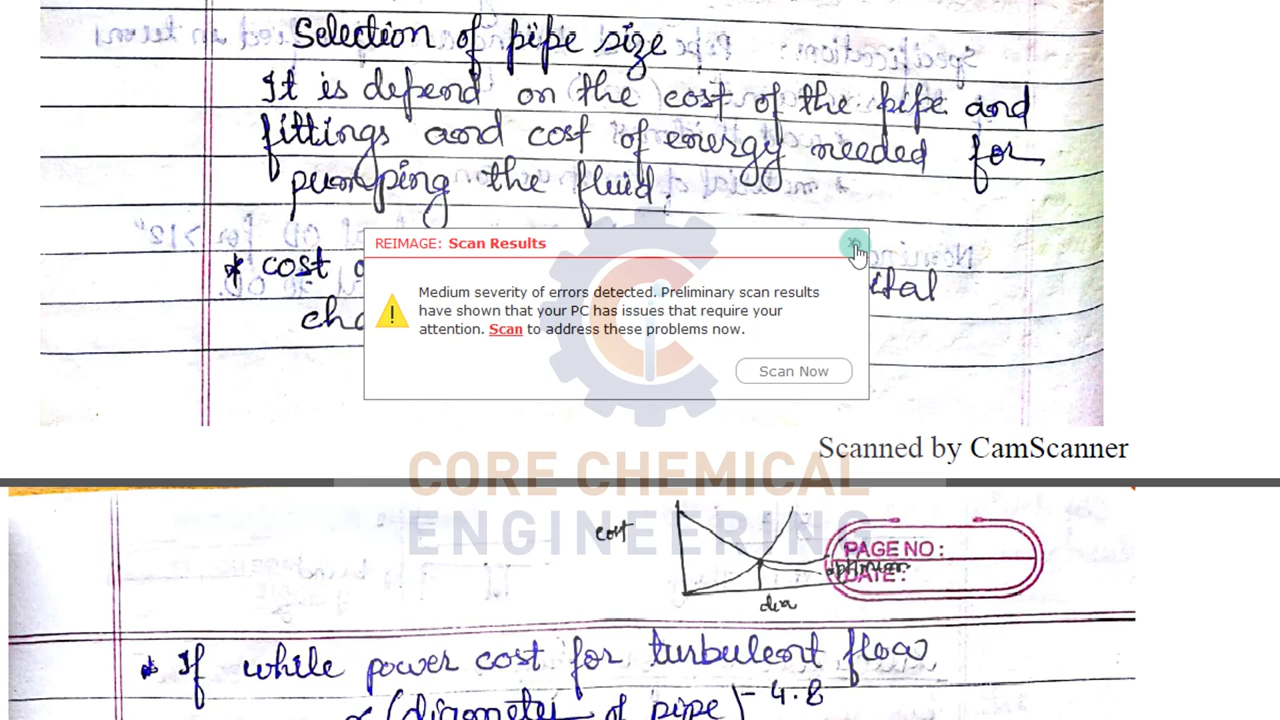 Selection of pipe size
It is depend on the cost of the pipe and
fittings and cost of energy needed for
pumping the fluid.
REIMAGE: Scan Results
Medium severity of errors detected. Preliminary scan results
have shown that your PC has issues that require your
attention. Scan to address these problems now.
Scan Now
* cost
ital
Scanned by CamScanner
CORE CHEMICAL
ENGINEERING
cost
dia
PAGE NO :
DATE :
optimum
* If while power cost for turbulent flow
∝ (diameter of pipe)^-4.8